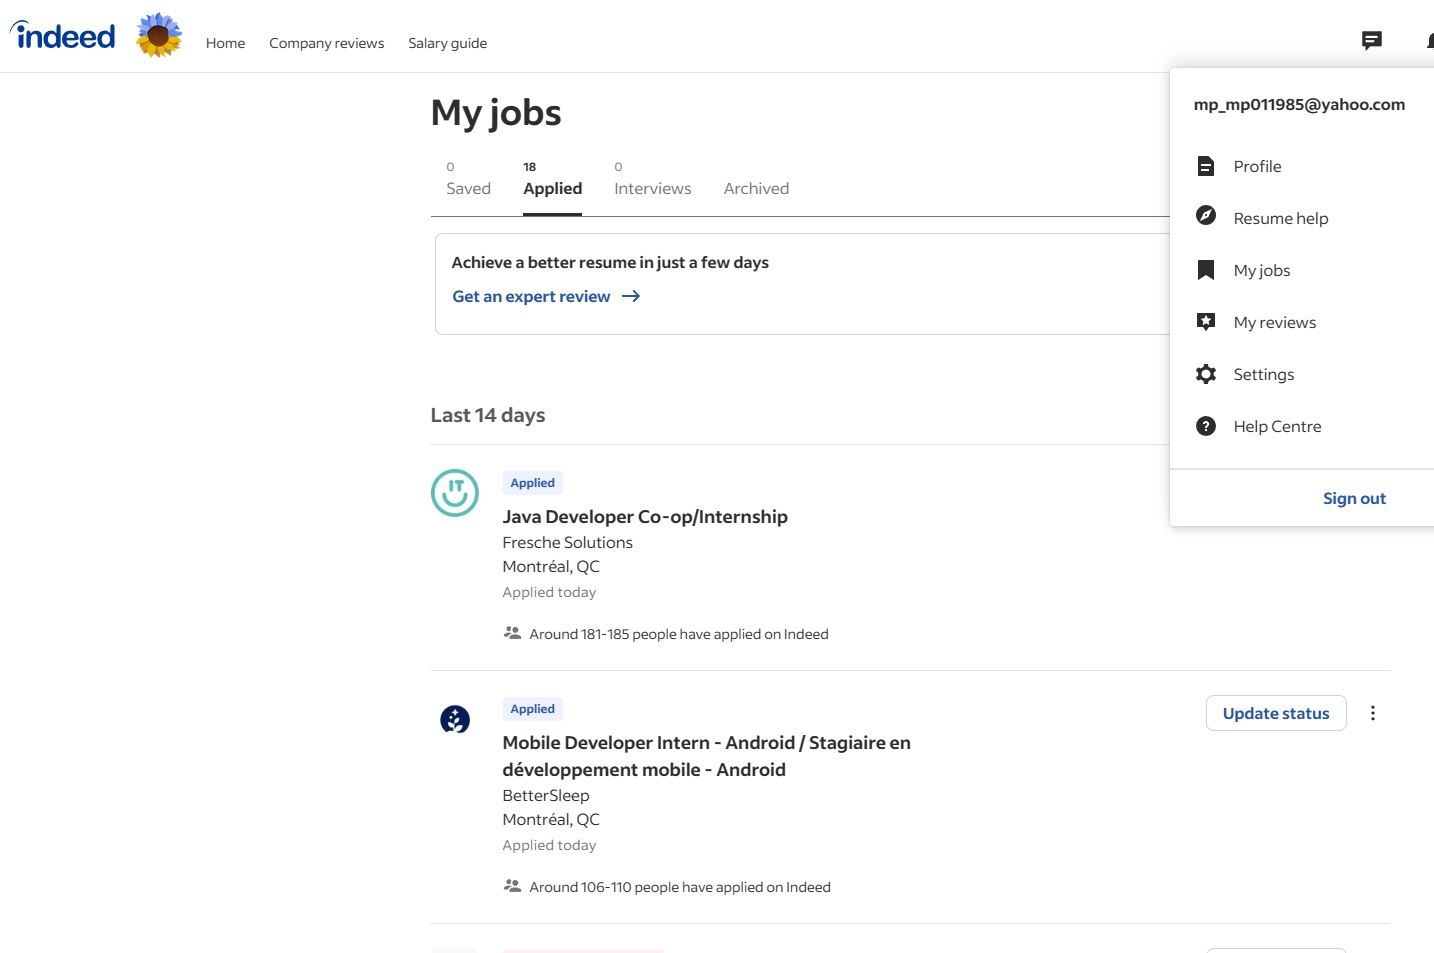 indeed
Home Company reviews Salary guide
mp_mp011985@yahoo.com
Profile
Resume help
My jobs
My reviews
Settings
Help Centre
Sign out
My jobs
0 18 0
Saved Applied Interviews Archived
Achieve a better resume in just a few days
Get an expert review
Last 14 days
Applied
Java Developer Co-op/Internship
Fresche Solutions
Montréal, QC
Applied today
Around 181-185 people have applied on Indeed
Applied
Update status
Mobile Developer Intern - Android / Stagiaire en
développement mobile - Android
BetterSleep
Montréal, QC
Applied today
Around 106-110 people have applied on Indeed